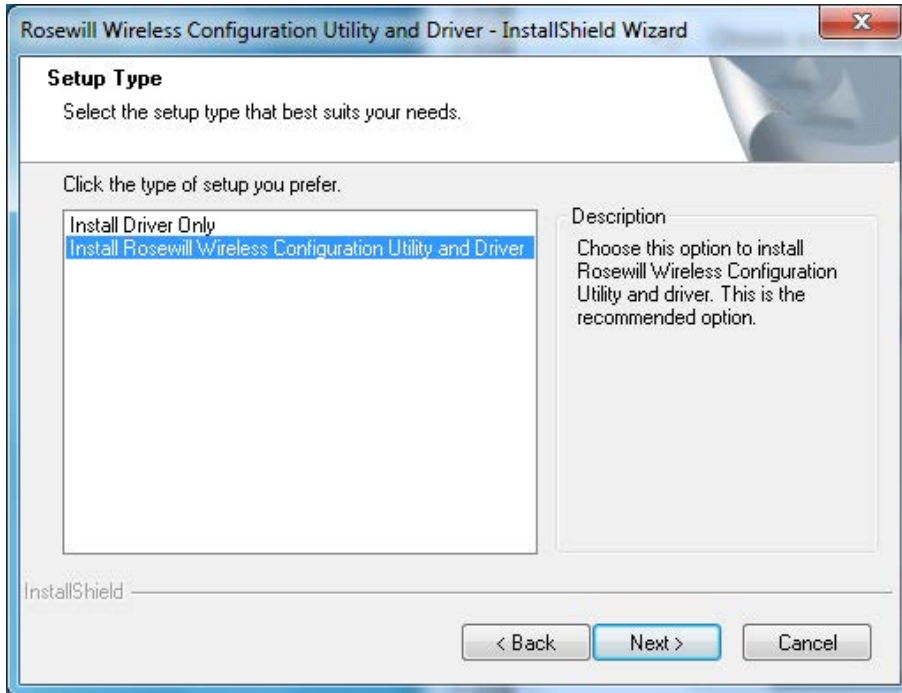 Rosewill Wireless Configuration Utility and Driver - InstallShield Wizard
Setup Type
Select the setup type that best suits your needs.
Click the type of setup you prefer.
Install Driver Only
Install Rosewill Wireless Configuration Utility and Driver
Description
Choose this option to install
Rosewill Wireless Configuration
Utility and driver. This is the
recommended option.
InstallShield
< Back
Next >
Cancel